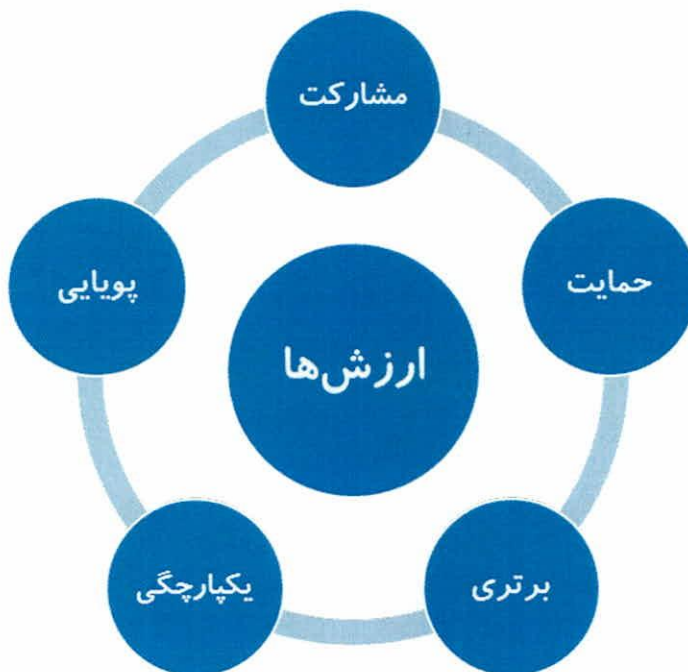 مشارکت
حمایت
پویایی
ارزش‌ها
برتری
یکپارچگی